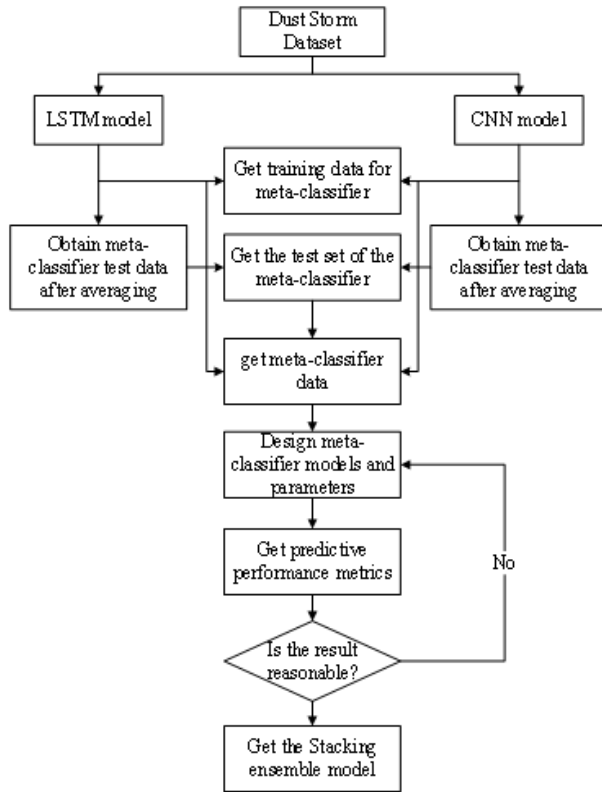 Dust Storm
Dataset
LSTM model
CNN model
Get training data for
meta-classifier
Obtain meta-
classifier test data
after averaging
Get the test set of the
meta-classifier
Obtain meta-
classifier test data
after averaging
get meta-classifier
data
Design meta-
classifier models and
parameters
Get predictive
performance metrics
No
Is the result
reasonable?
Get the Stacking
ensemble model